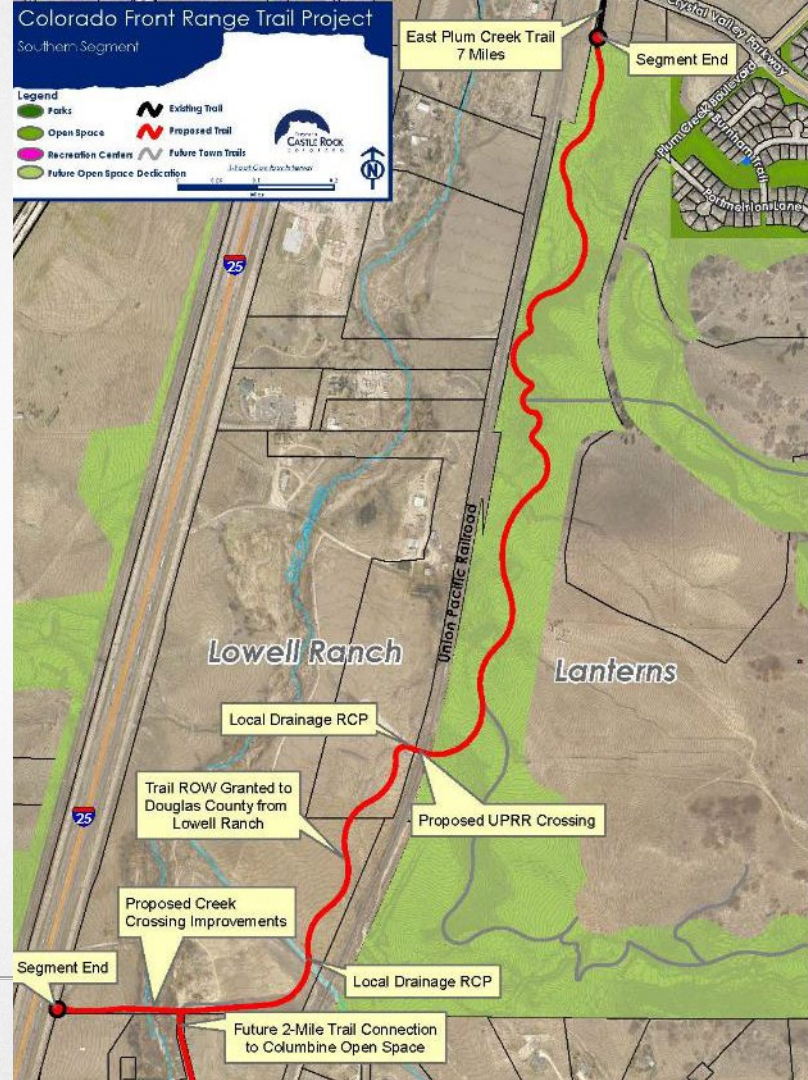 Colorado Front Range Trail Project
Southern Segment
Legend
Parks
Open Space
Recreation Centers
Future Open Space Dedication
Existing Trail
Proposed Trail
Future Town Trails
CASTLE ROCK
COLORADO
N
Miles
East Plum Creek Trail
7 Miles
Segment End
Crystal Valley Parkway
Plum Creek Boulevard
Burnham Trail
Portmeirion Lane
25
Union Pacific Railroad
Lowell Ranch
Lanterns
Local Drainage RCP
Trail ROW Granted to
Douglas County from
Lowell Ranch
Proposed UPRR Crossing
25
Proposed Creek
Crossing Improvements
Segment End
Local Drainage RCP
Future 2-Mile Trail Connection
to Columbine Open Space